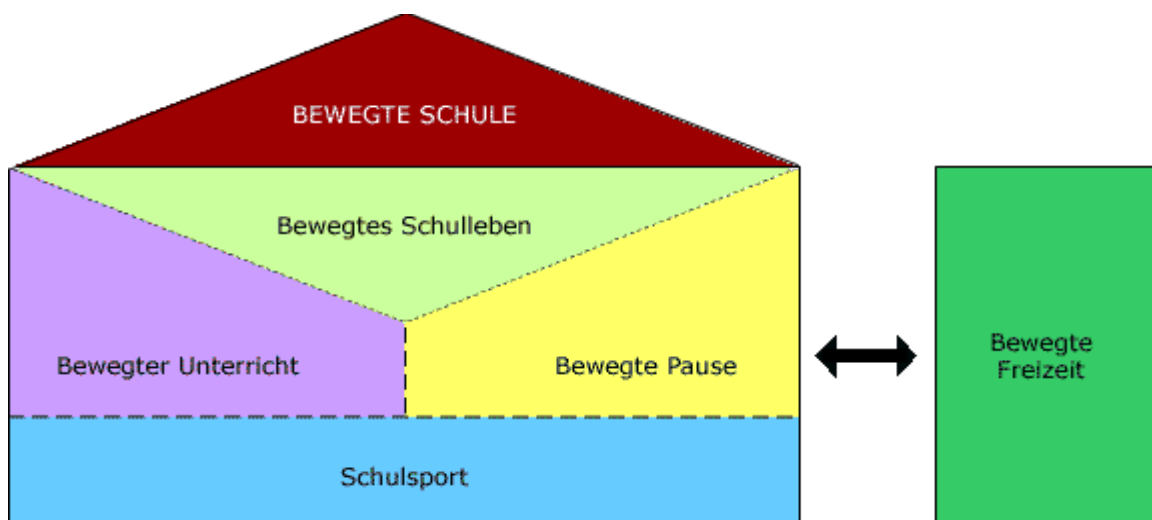 BEWEGTE SCHULE
Bewegtes Schulleben
Bewegter Unterricht
Bewegte Pause
Bewegte
Freizeit
Schulsport